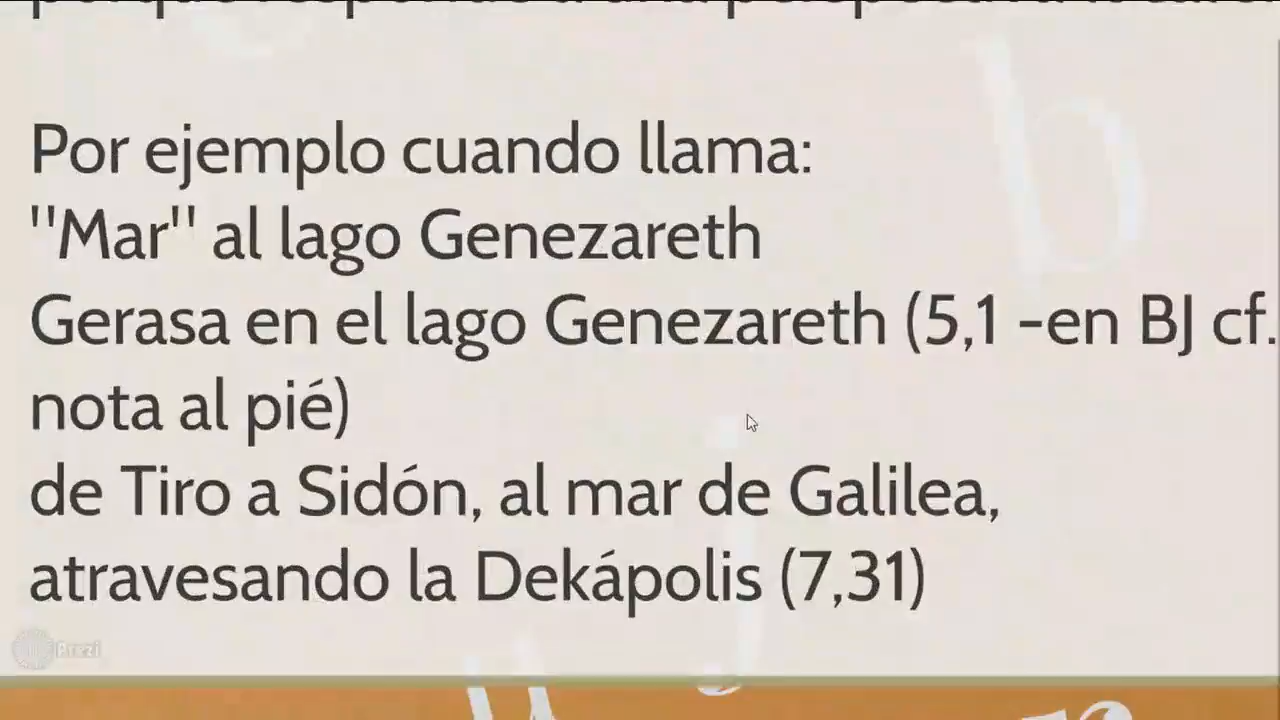 Por ejemplo cuando llama:
"Mar" al lago Genezareth
Gerasa en el lago Genezareth (5,1 -en BJ cf.
nota al pié)
de Tiro a Sidón, al mar de Galilea,
atravesando la Dekápolis (7,31)
Prezi